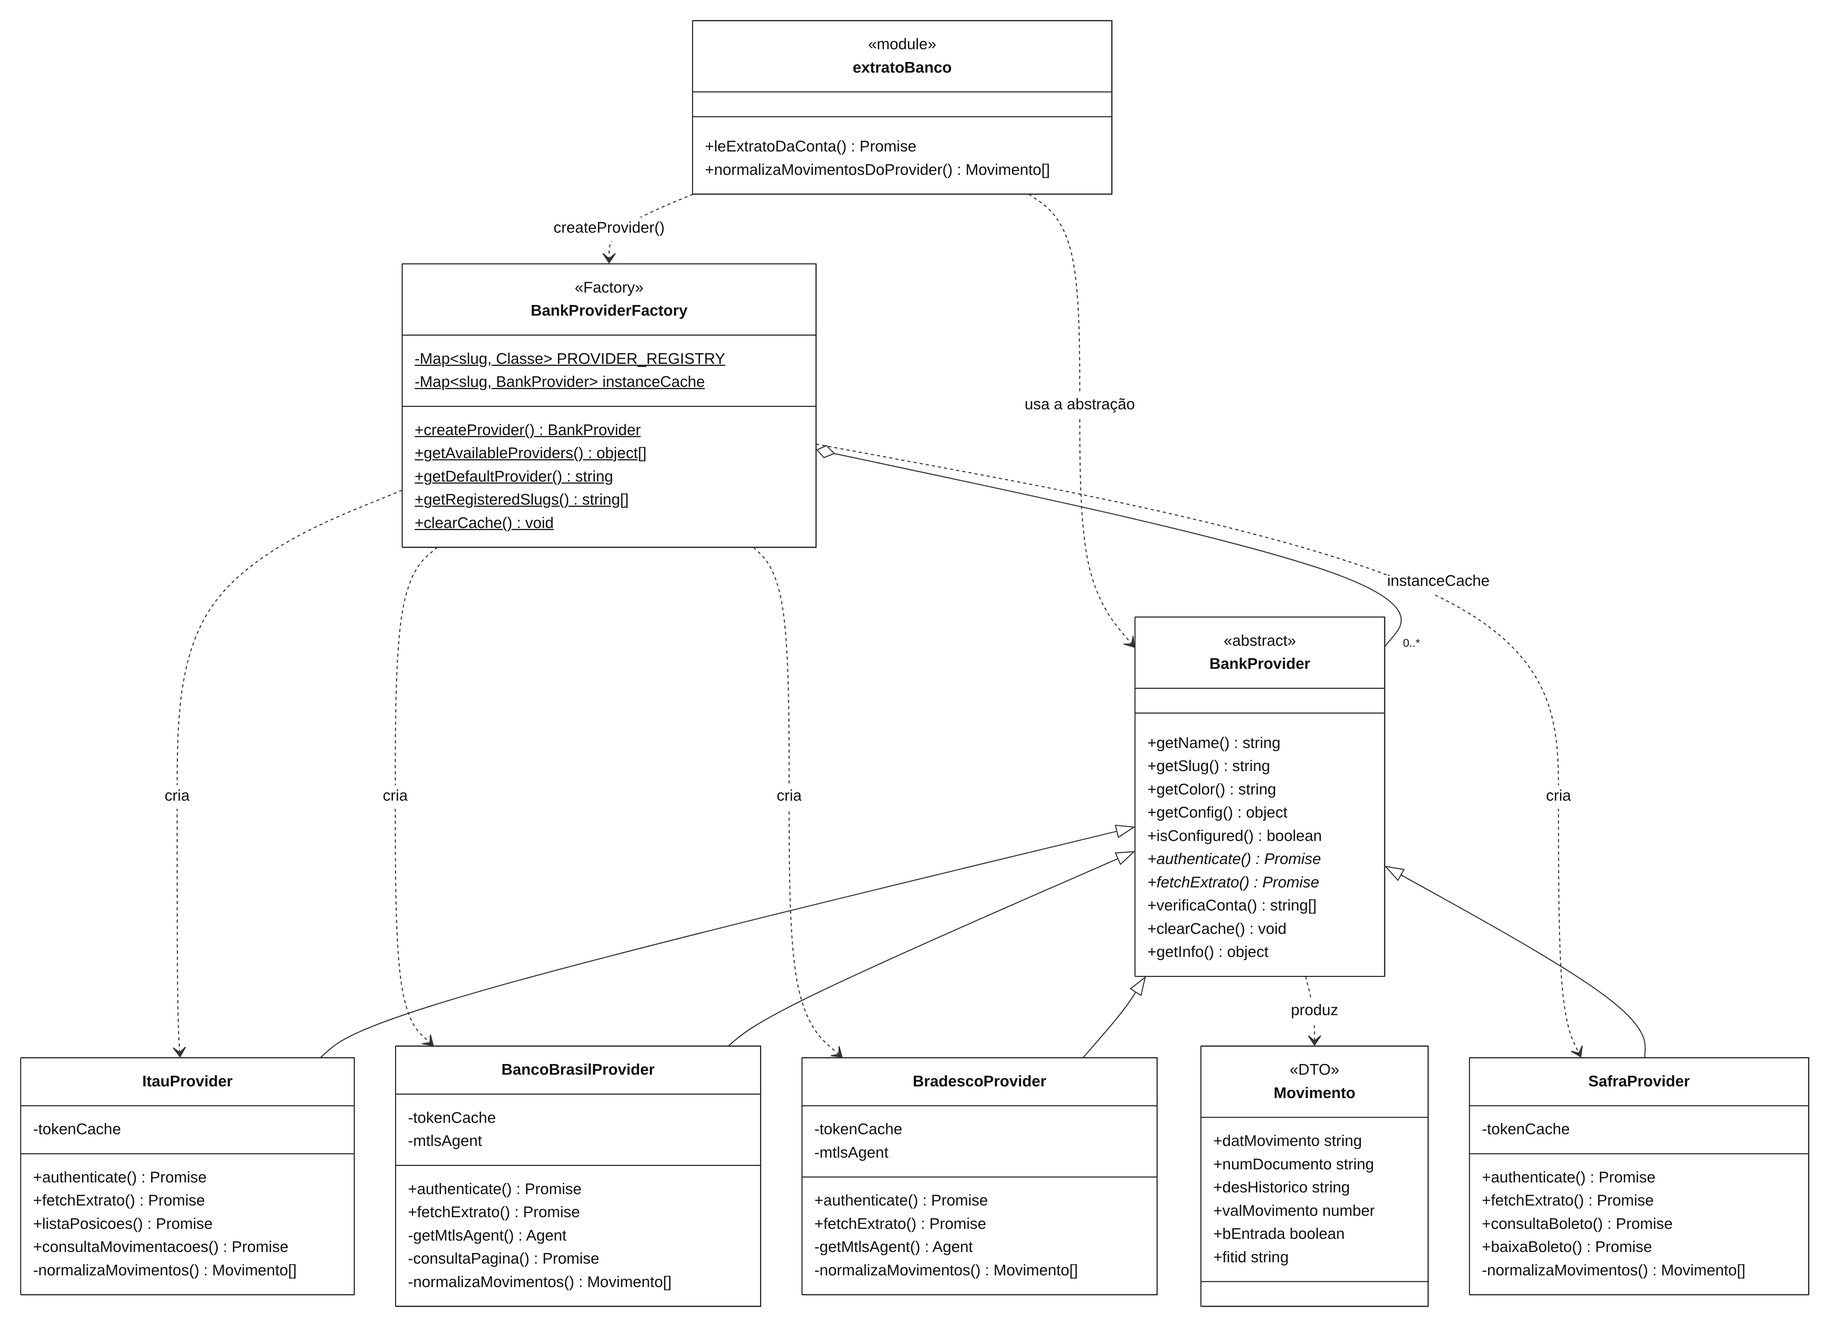 «module»
extratoBanco
+leExtratoDaConta() : Promise
+normalizaMovimentosDoProvider() : Movimento[]
createProvider()
«Factory»
BankProviderFactory
-Map<slug, Classe> PROVIDER_REGISTRY
-Map<slug, BankProvider> instanceCache
+createProvider() : BankProvider
+getAvailableProviders() : object[]
+getDefaultProvider() : string
+getRegisteredSlugs() : string[]
+clearCache() : void
usa a abstração
instanceCache
0..*
«abstract»
BankProvider
+getName() : string
+getSlug() : string
+getColor() : string
+getConfig() : object
+isConfigured() : boolean
+authenticate() : Promise
+fetchExtrato() : Promise
+verificaConta() : string[]
+clearCache() : void
+getInfo() : object
cria
cria
cria
cria
produz
ItauProvider
-tokenCache
+authenticate() : Promise
+fetchExtrato() : Promise
+listaPosicoes() : Promise
+consultaMovimentacoes() : Promise
-normalizaMovimentos() : Movimento[]
BancoBrasilProvider
-tokenCache
-mtlsAgent
+authenticate() : Promise
+fetchExtrato() : Promise
-getMtlsAgent() : Agent
-consultaPagina() : Promise
-normalizaMovimentos() : Movimento[]
BradescoProvider
-tokenCache
-mtlsAgent
+authenticate() : Promise
+fetchExtrato() : Promise
-getMtlsAgent() : Agent
-normalizaMovimentos() : Movimento[]
«DTO»
Movimento
+datMovimento string
+numDocumento string
+desHistorico string
+valMovimento number
+bEntrada boolean
+fitid string
SafraProvider
-tokenCache
+authenticate() : Promise
+fetchExtrato() : Promise
+consultaBoleto() : Promise
+baixaBoleto() : Promise
-normalizaMovimentos() : Movimento[]